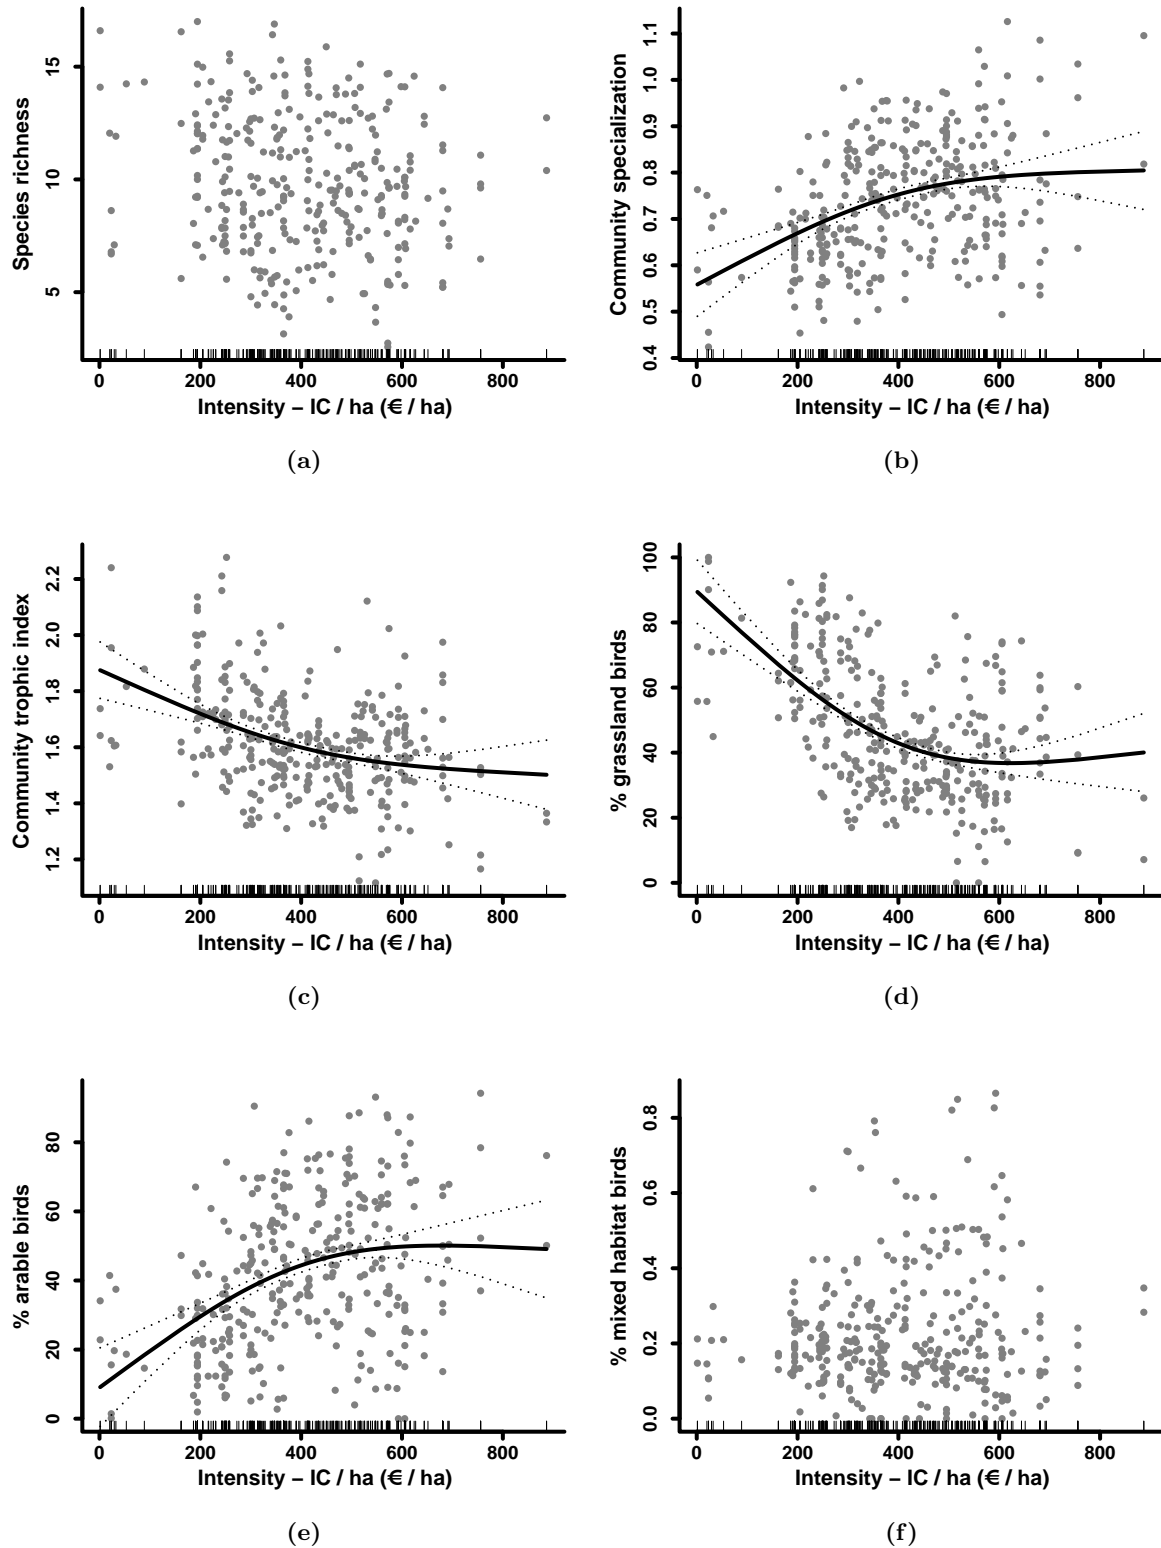 Species richness
5 10 15
0 200 400 600 800
Intensity – IC / ha (€ / ha)
(a)
Community specialization
0.4 0.5 0.6 0.7 0.8 0.9 1.0 1.1
0 200 400 600 800
Intensity – IC / ha (€ / ha)
(b)
Community trophic index
1.2 1.4 1.6 1.8 2.0 2.2
0 200 400 600 800
Intensity – IC / ha (€ / ha)
(c)
% grassland birds
0 20 40 60 80 100
0 200 400 600 800
Intensity – IC / ha (€ / ha)
(d)
% arable birds
0 20 40 60 80
0 200 400 600 800
Intensity – IC / ha (€ / ha)
(e)
% mixed habitat birds
0.0 0.2 0.4 0.6 0.8
0 200 400 600 800
Intensity – IC / ha (€ / ha)
(f)